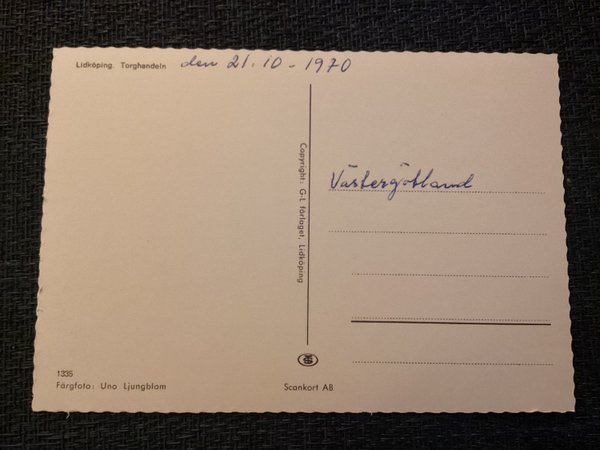 Lidköping. Torghandeln den 21.10-1970
Copyright: G-L förlaget, Lidköping
Västergötland
1335
Färgfoto: Uno Ljungblom
Scankort AB